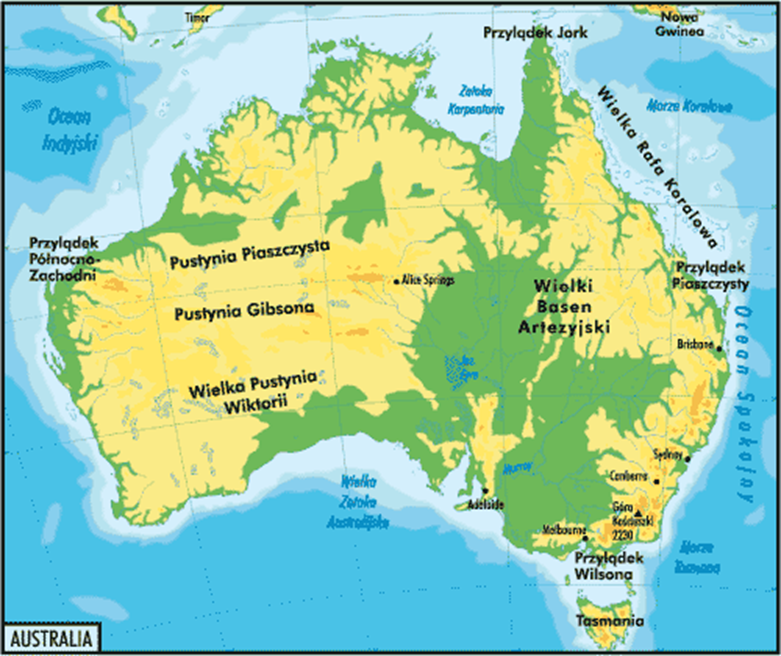 Timor
Nowa
Gwinea
Przylądek Jork
Zatoka
Karpentaria
Ocean
Indyjski
Morze Koralowe
Wielka Rafa Koralowa
Przylądek
Północno-
Zachodni
Pustynia Piaszczysta
Alice Springs
Przylądek
Piaszczysty
Pustynia Gibsona
Wielki
Basen
Artezyjski
Brisbane
Ocean Spokojny
Jez.
Eyre
Wielka Pustynia
Wiktorii
Sydney
Murray
Canberra
Wielka
Zatoka
Australijska
Adelaide
Góra
Kościuszki
2230
Melbourne
Morze
Tasmana
Przylądek
Wilsona
Tasmania
AUSTRALIA